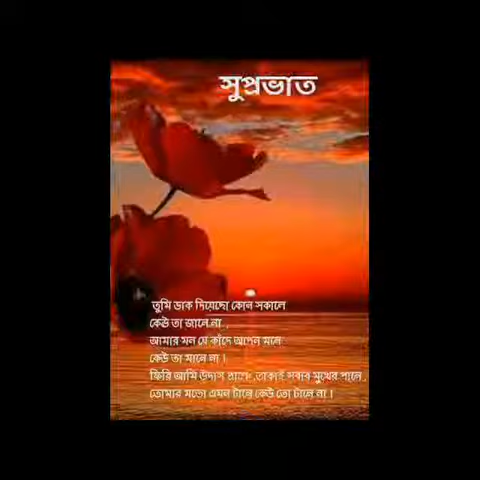 সুপ্রভাত
তুমি ডাক দিয়েছো কোন সকালে
কেউ তা জানে না ,
আমার মন যে কাঁদে আপন মনে
কেউ তা মানে না ।
ফিরি আমি উদাস প্রাণে ,তাকাই সবার মুখের পানে ,
তোমার মতো এমন টানে কেউ তো টানে না ।